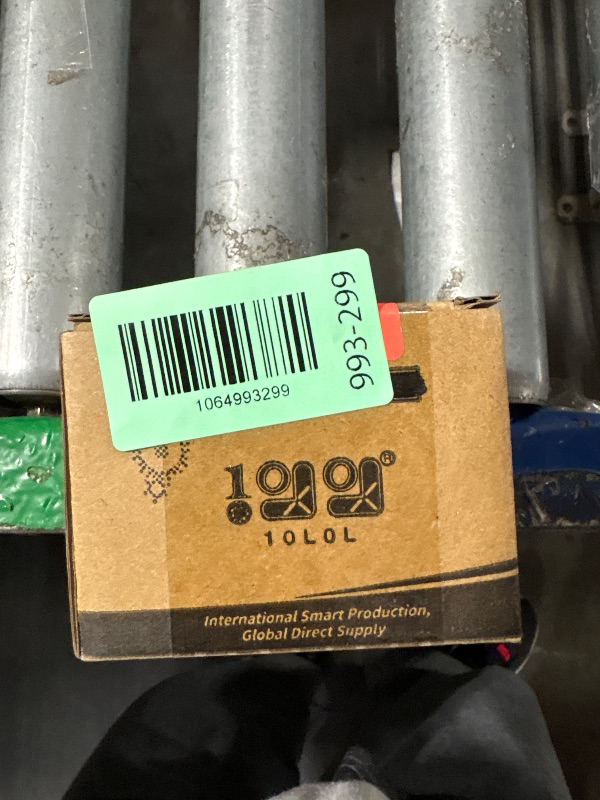 1064993299
993-299
10L0L
International Smart Production,
Global Direct Supply